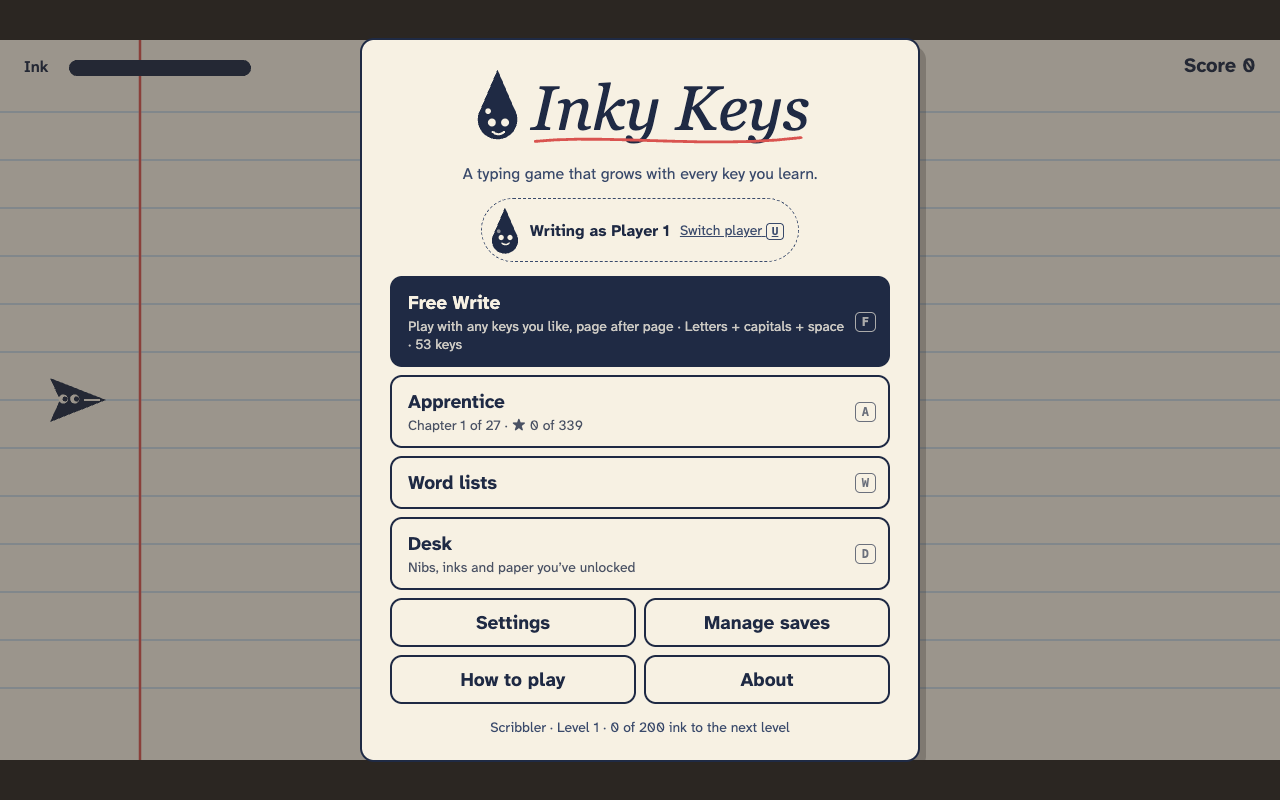 Ink
Score 0
Inky Keys
A typing game that grows with every key you learn.
Writing as Player 1 Switch player U
Free Write
Play with any keys you like, page after page · Letters + capitals + space
· 53 keys
F
Apprentice
Chapter 1 of 27 · ★ 0 of 339
A
Word lists
W
Desk
Nibs, inks and paper you've unlocked
D
Settings
Manage saves
How to play
About
Scribbler · Level 1 · 0 of 200 ink to the next level